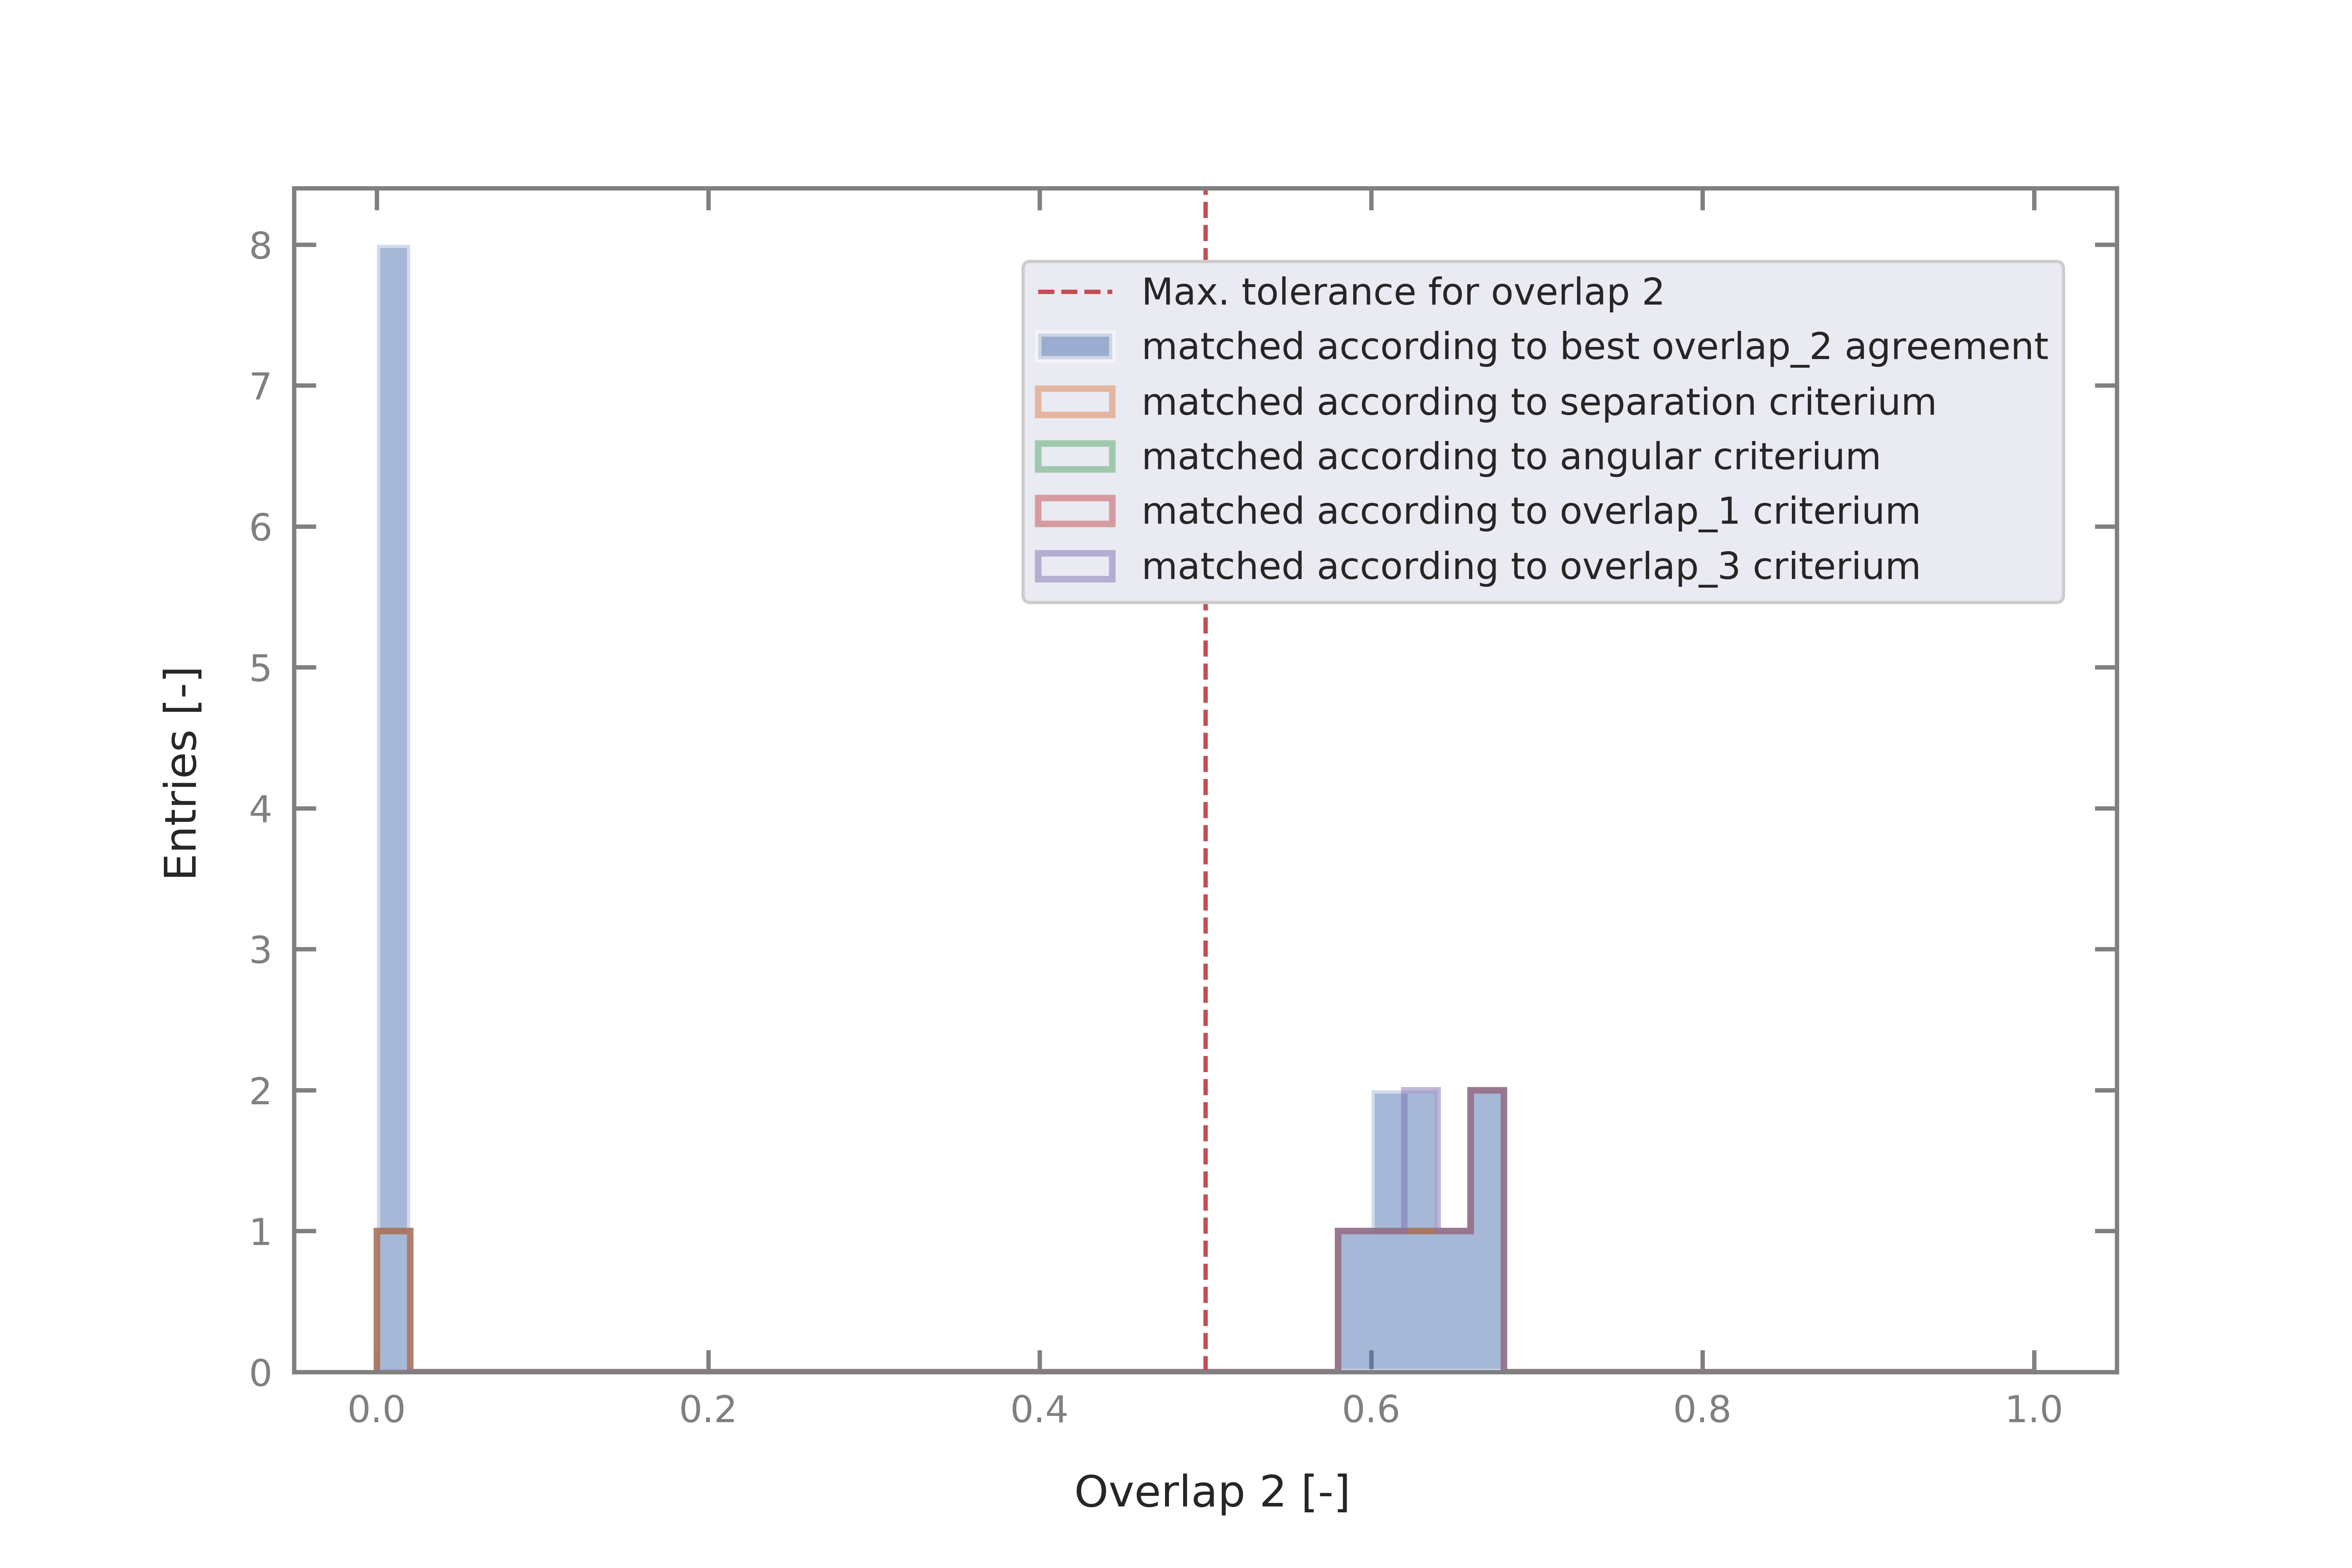 8
7
6
5
4
3
2
1
0
Entries [-]
Max. tolerance for overlap 2
matched according to best overlap_2 agreement
matched according to separation criterium
matched according to angular criterium
matched according to overlap_1 criterium
matched according to overlap_3 criterium
0.0 0.2 0.4 0.6 0.8 1.0
Overlap 2 [-]